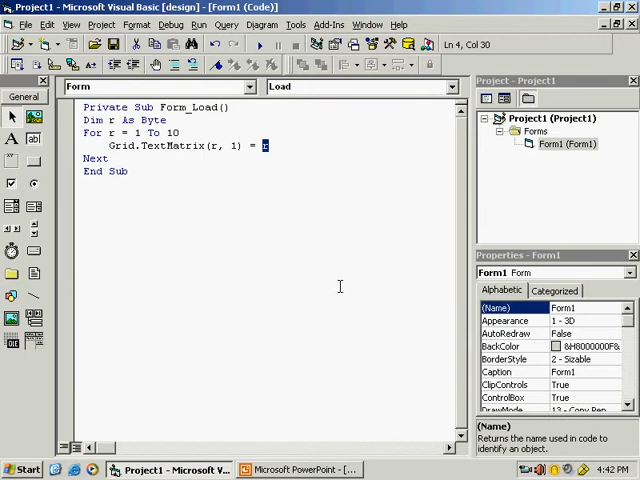 Project1 - Microsoft Visual Basic [design] - [Form1 (Code)]
File Edit View Project Format Debug Run Query Diagram Tools Add-Ins Window Help
Ln 4, Col 30
General
Form
Load
Private Sub Form_Load()
Dim r As Byte
For r = 1 To 10
Grid.TextMatrix(r, 1) = r
Next
End Sub
Project - Project1
Project1 (Project1)
Forms
Form1 (Form1)
Properties - Form1
Form1 Form
Alphabetic Categorized
(Name) Form1
Appearance 1 - 3D
AutoRedraw False
BackColor &H8000000F&
BorderStyle 2 - Sizable
Caption Form1
ClipControls True
ControlBox True
DrawMode 13 - Copy Pen
(Name)
Returns the name used in code to
identify an object.
Start
Project1 - Microsoft V...
Microsoft PowerPoint - [...
4:42 PM